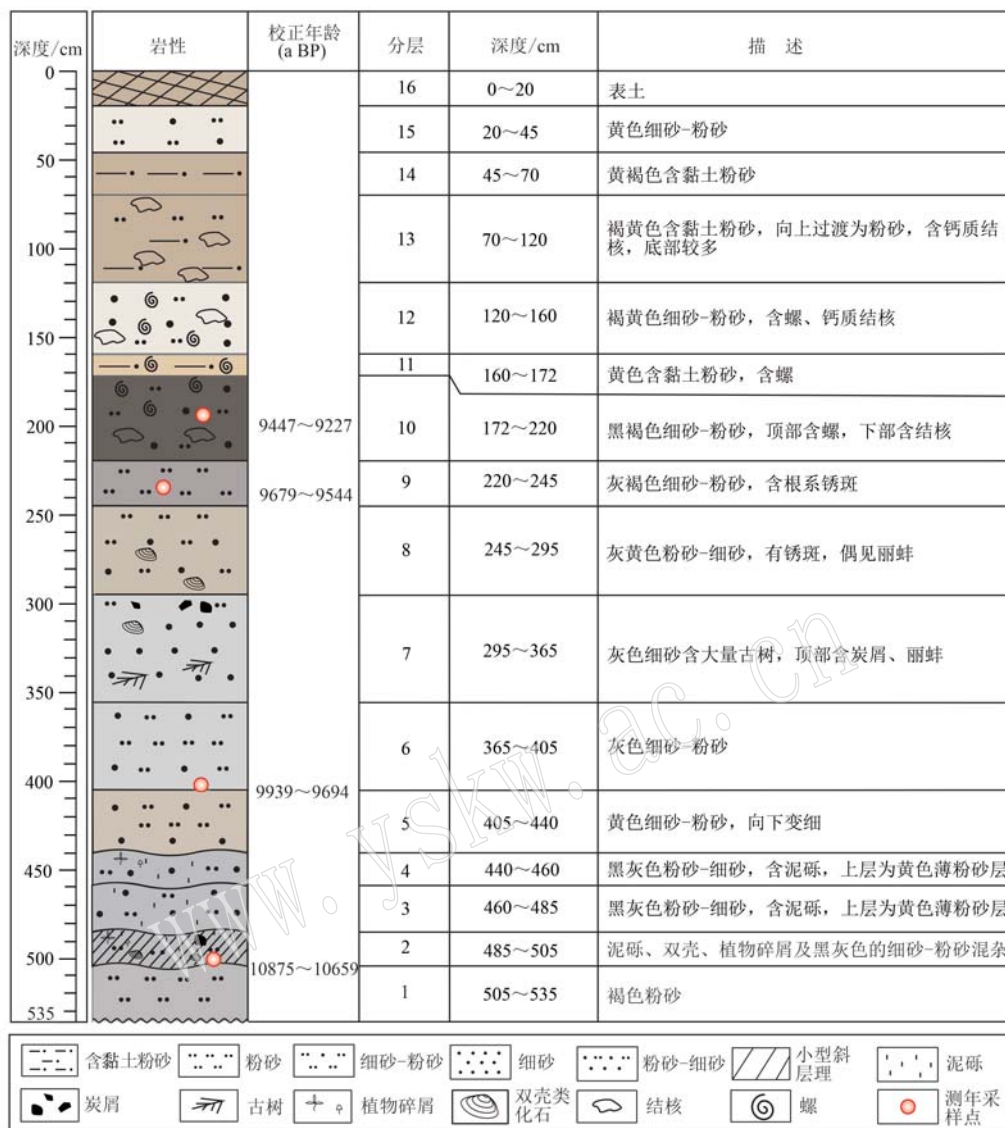 深度/cm 岩性 校正年龄 (a BP) 分层 深度/cm 描 述
0
50
100
150
200
250
300
350
400
450
500
535
9447～9227
9679～9544
9939～9694
10875～10659
16 0～20 表土
15 20～45 黄色细砂-粉砂
14 45～70 黄褐色含黏土粉砂
13 70～120 褐黄色含黏土粉砂，向上过渡为粉砂，含钙质结
核，底部较多
12 120～160 褐黄色细砂-粉砂，含螺、钙质结核
11 160～172 黄色含黏土粉砂，含螺
10 172～220 黑褐色细砂-粉砂，顶部含螺，下部含结核
9 220～245 灰褐色细砂-粉砂，含根系锈斑
8 245～295 灰黄色粉砂-细砂，有锈斑，偶见丽蚌
7 295～365 灰色细砂含大量古树，顶部含炭屑、丽蚌
6 365～405 灰色细砂-粉砂
5 405～440 黄色细砂-粉砂，向下变细
4 440～460 黑灰色粉砂-细砂，含泥砾，上层为黄色薄粉砂层
3 460～485 黑灰色粉砂-细砂，含泥砾，上层为黄色薄粉砂层
2 485～505 泥砾、双壳、植物碎屑及黑灰色的细砂-粉砂混杂
1 505～535 褐色粉砂
含黏土粉砂 粉砂 细砂-粉砂 细砂 粉砂-细砂 小型斜层理 泥砾
炭屑 古树 植物碎屑 双壳类化石 结核 螺 测年采样点
www.yskw.ac.cn